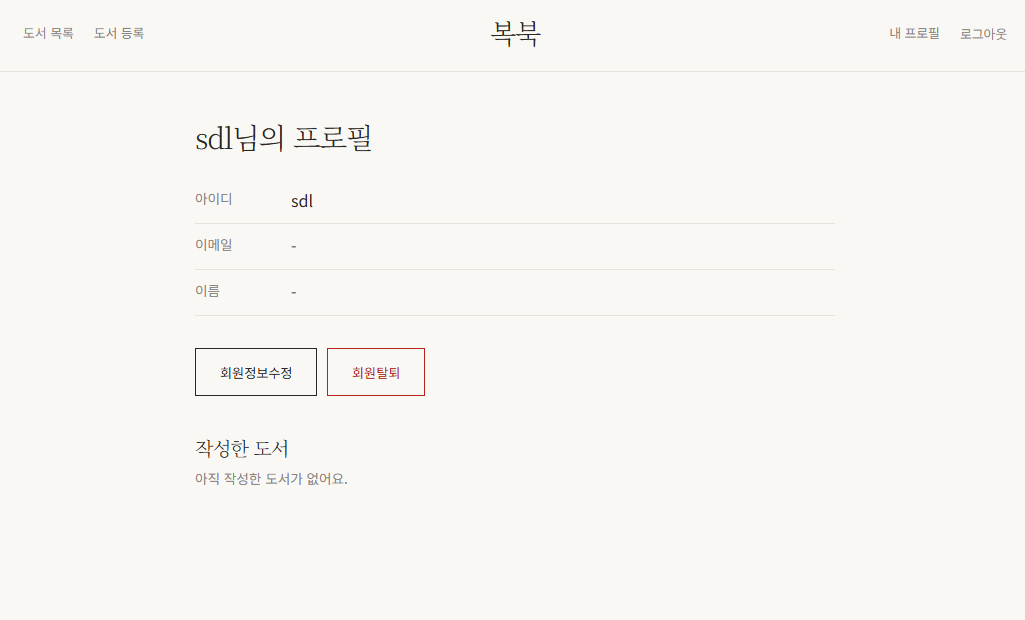 도서 목록 도서 등록 복북 내 프로필 로그아웃
sdl님의 프로필
아이디 sdl
이메일 -
이름 -
회원정보수정 회원탈퇴
작성한 도서
아직 작성한 도서가 없어요.